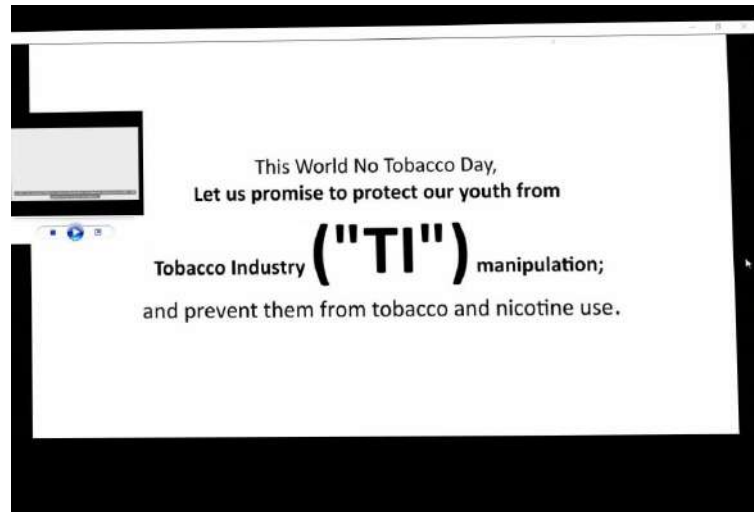 This World No Tobacco Day,
Let us promise to protect our youth from
Tobacco Industry ("TI") manipulation;
and prevent them from tobacco and nicotine use.